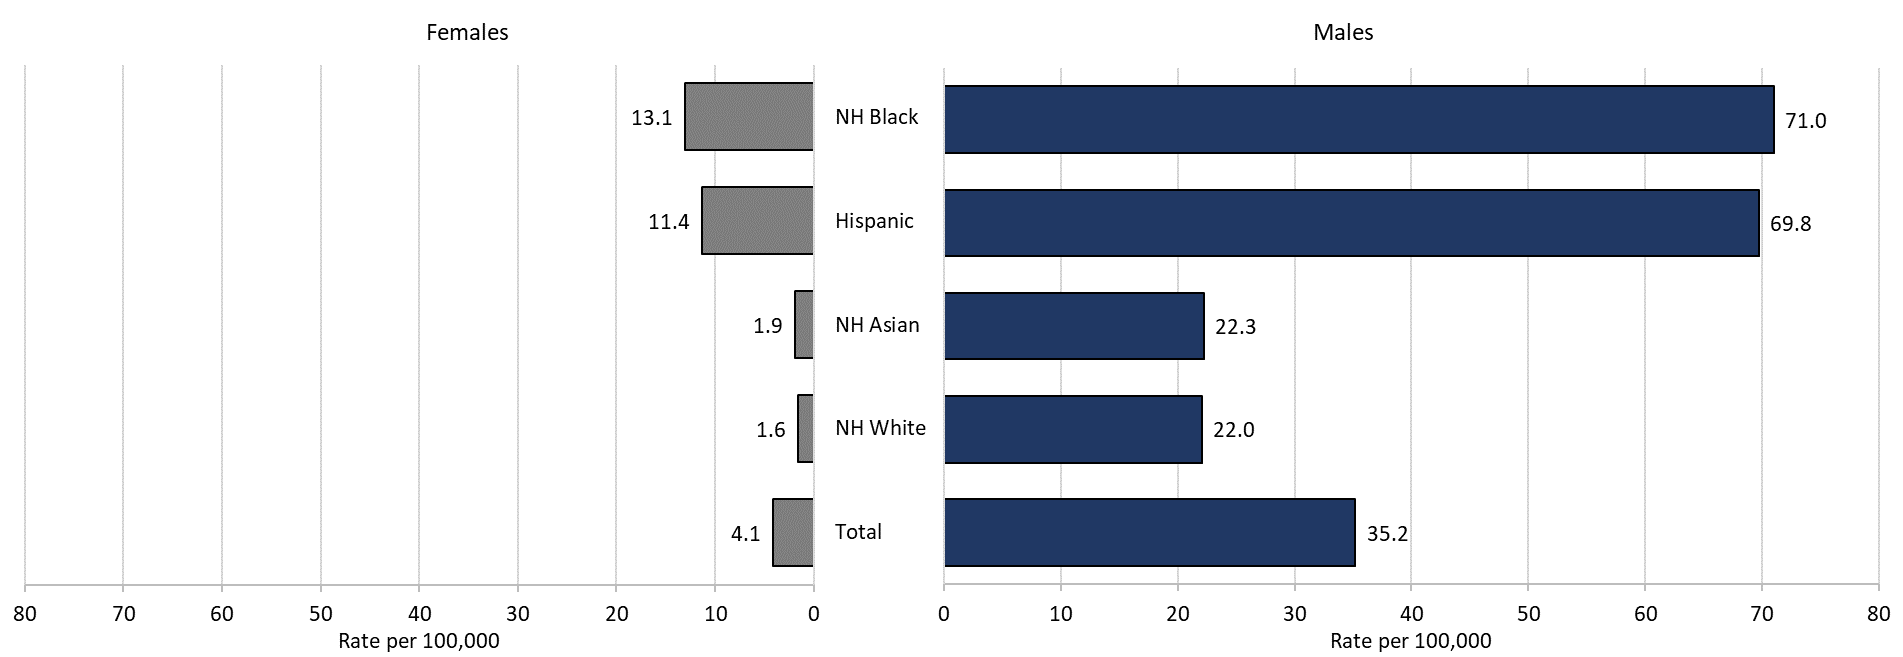 Females
Males
13.1 NH Black 71.0
11.4 Hispanic 69.8
1.9 NH Asian 22.3
1.6 NH White 22.0
4.1 Total 35.2
80 70 60 50 40 30 20 10 0
Rate per 100,000
0 10 20 30 40 50 60 70 80
Rate per 100,000